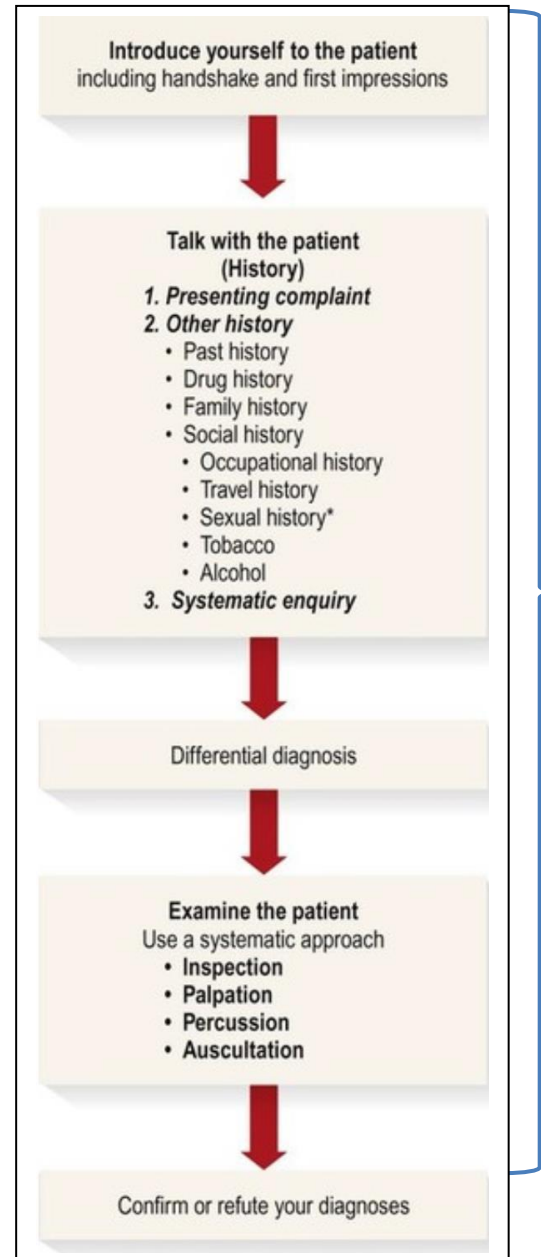 Introduce yourself to the patient
including handshake and first impressions
Talk with the patient
(History)
1. Presenting complaint
2. Other history
• Past history
• Drug history
• Family history
• Social history
• Occupational history
• Travel history
• Sexual history*
• Tobacco
• Alcohol
3. Systematic enquiry
Differential diagnosis
Examine the patient
Use a systematic approach
• Inspection
• Palpation
• Percussion
• Auscultation
Confirm or refute your diagnoses